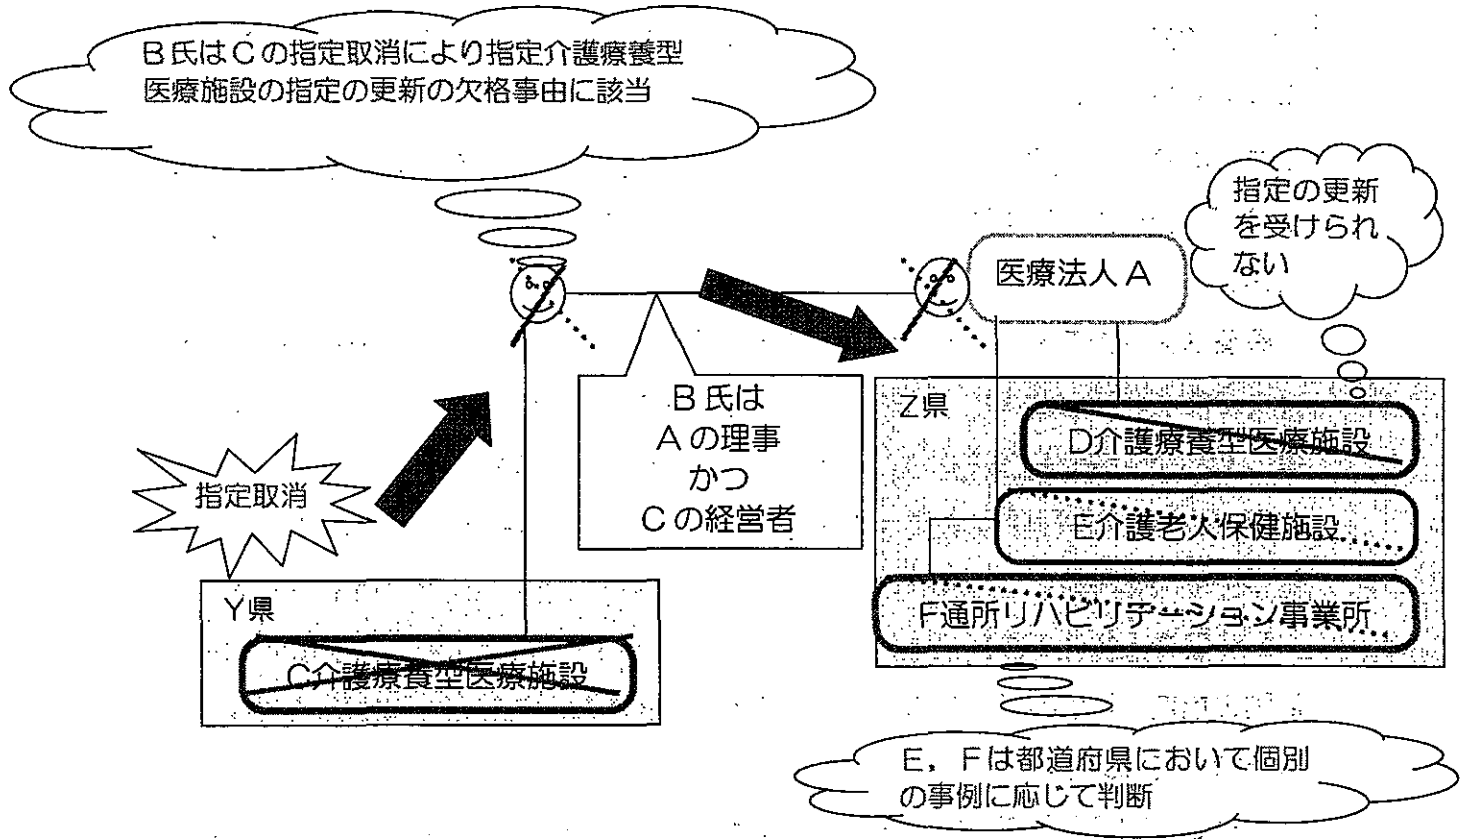 B氏はCの指定取消により指定介護療養型
医療施設の指定の更新の欠格事由に該当
指定の更新
を受けられ
ない
医療法人A
B氏は
Aの理事
かつ
Cの経営者
Z県
D介護療養型医療施設
E介護老人保健施設
F通所リハビリテーション事業所
指定取消
Y県
C介護療養型医療施設
E,Fは都道府県において個別
の事例に応じて判断